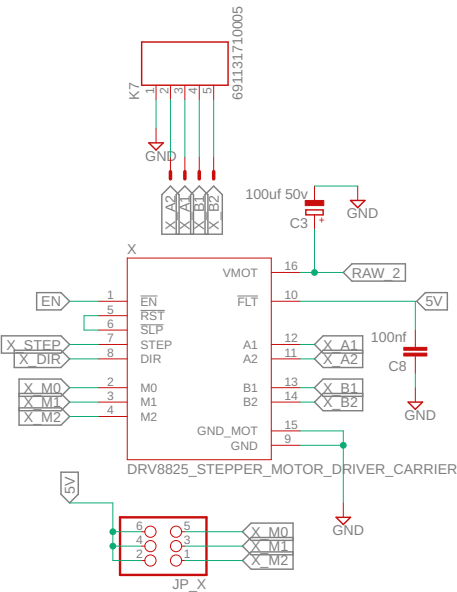 691131710005
K7
1
2
3
4
5
GND
X_A2
X_A1
X_B1
X_B2
100uf 50v
GND
C3
X
VMOT 16 RAW_2
EN 1 EN FLT 10 5V
5 RST
6 SLP
X_STEP 7 STEP A1 12 X_A1 100nf
X_DIR 8 DIR A2 11 X_A2 C8
X_M0 2 M0 B1 13 X_B1
X_M1 3 M1 B2 14 X_B2
X_M2 4 M2 GND
GND_MOT 15
GND 9
DRV8825_STEPPER_MOTOR_DRIVER_CARRIER
5V
GND
6 5 X_M0
4 3 X_M1
2 1 X_M2
JP_X